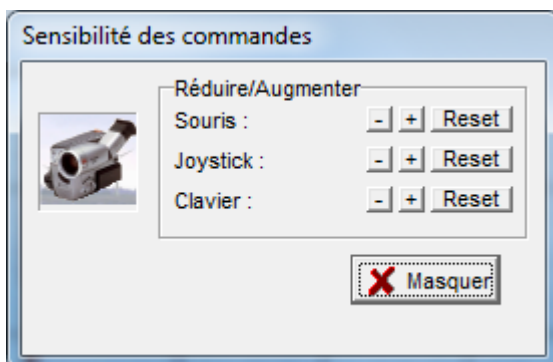 Sensibilité des commandes
Réduire/Augmenter
Souris : - + Reset
Joystick : - + Reset
Clavier : - + Reset
Masquer